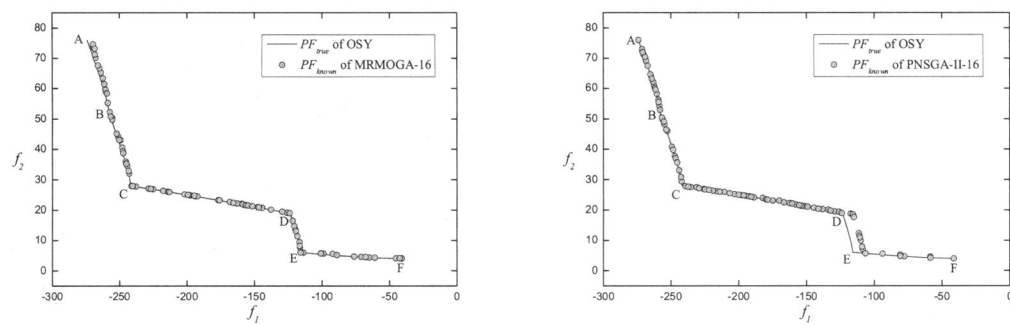 80
70
60
50
40
30
20
10
0
f2
A
B
C
D
E
F
PFtrue of OSY
PFknown of MRMOGA-16
-300 -250 -200 -150 -100 -50 0
f1
80
70
60
50
40
30
20
10
0
f2
A
B
C
D
E
F
PFtrue of OSY
PFknown of PNSGA-II-16
-300 -250 -200 -150 -100 -50 0
f1